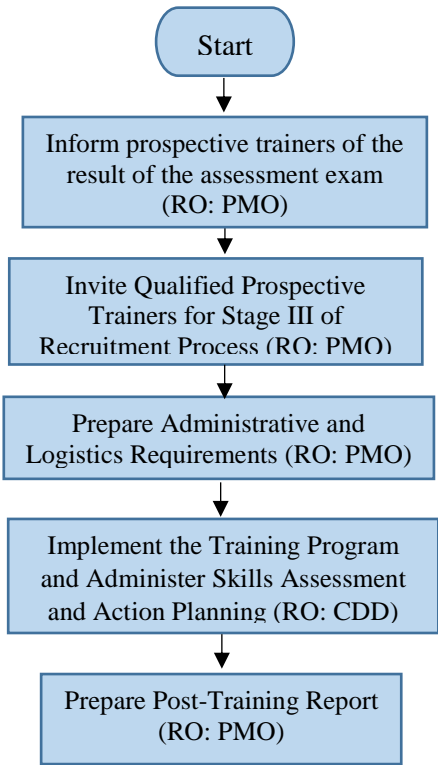 Start
Inform prospective trainers of the
result of the assessment exam
(RO: PMO)
Invite Qualified Prospective
Trainers for Stage III of
Recruitment Process (RO: PMO)
Prepare Administrative and
Logistics Requirements (RO: PMO)
Implement the Training Program
and Administer Skills Assessment
and Action Planning (RO: CDD)
Prepare Post-Training Report
(RO: PMO)